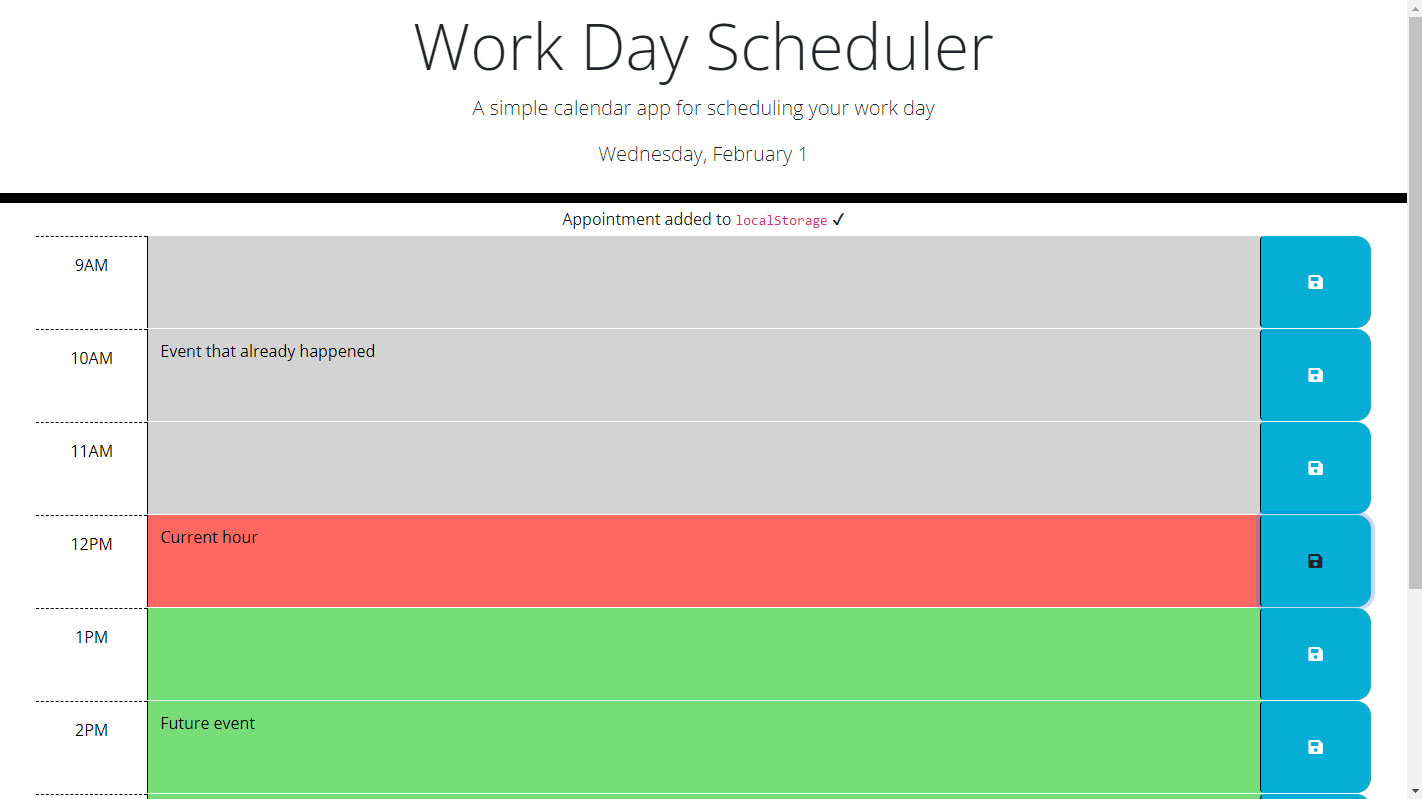 Work Day Scheduler
A simple calendar app for scheduling your work day
Wednesday, February 1
Appointment added to localStorage ✓
9AM
10AM Event that already happened
11AM
12PM Current hour
1PM
2PM Future event